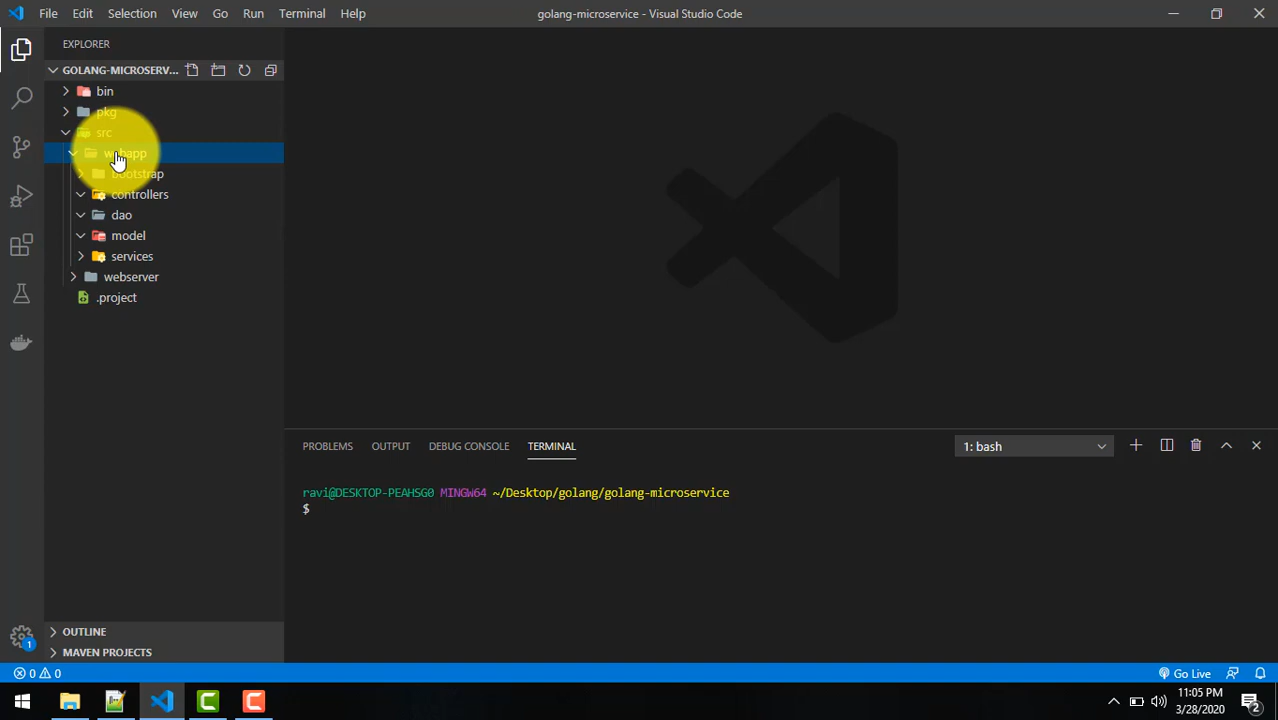 File Edit Selection View Go Run Terminal Help
golang-microservice - Visual Studio Code
EXPLORER
GOLANG-MICROSERV...
bin
pkg
src
webapp
bootstrap
controllers
dao
model
services
webserver
.project
PROBLEMS OUTPUT DEBUG CONSOLE TERMINAL
1: bash
ravi@DESKTOP-PEAHSG0 MINGW64 ~/Desktop/golang/golang-microservice
$
OUTLINE
MAVEN PROJECTS
1
0 0
Go Live
11:05 PM
3/28/2020
2